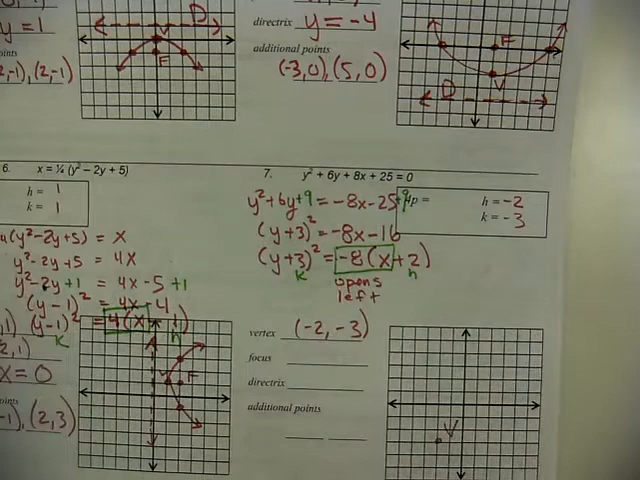 y = 1
D
V
F
2,-1), (2,-1)
directrix y = -4
additional points
(-3,0), (5,0)
F
D
V
6. x = ¼ (y² – 2y + 5)
h = 1
k = 1
(y²-2y+5) = x
y²-2y+5 = 4x
y²-2y+1 = 4x-5+1
(y-1)² = 4x-4
(y-1)² = 4(x-1)
k h
2,1)
x = 0
-1), (2,3)
F
7. y² + 6y + 8x + 25 = 0
y²+6y+9 = -8x-25+9
(y+3)² = -8x-16
(y+3)² = -8(x+2)
k h
opens
left
4p =
h = -2
k = -3
vertex (-2,-3)
focus
directrix
additional points
V